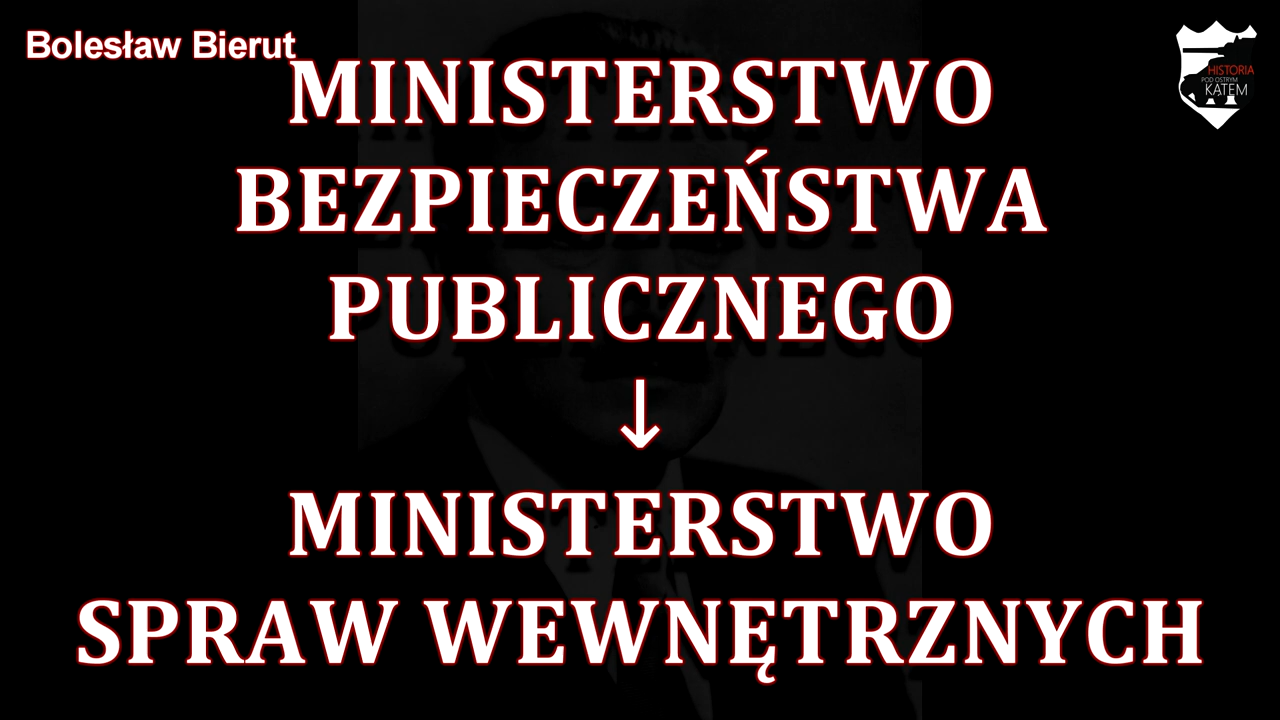 Bolesław Bierut
MINISTERSTWO
BEZPIECZEŃSTWA
PUBLICZNEGO
↓
MINISTERSTWO
SPRAW WEWNĘTRZNYCH
HISTORIA
POD OSTRYM
KĄTEM